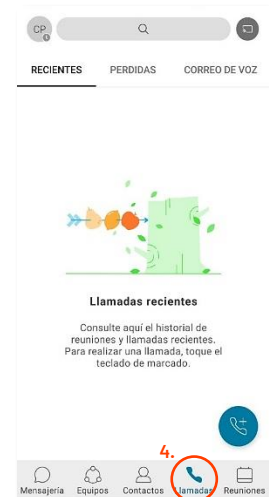 CP
RECIENTES PERDIDAS CORREO DE VOZ
Llamadas recientes
Consulte aquí el historial de
reuniones y llamadas recientes.
Para realizar una llamada, toque el
teclado de marcado.
4.
Mensajería Equipos Contactos Llamadas Reuniones